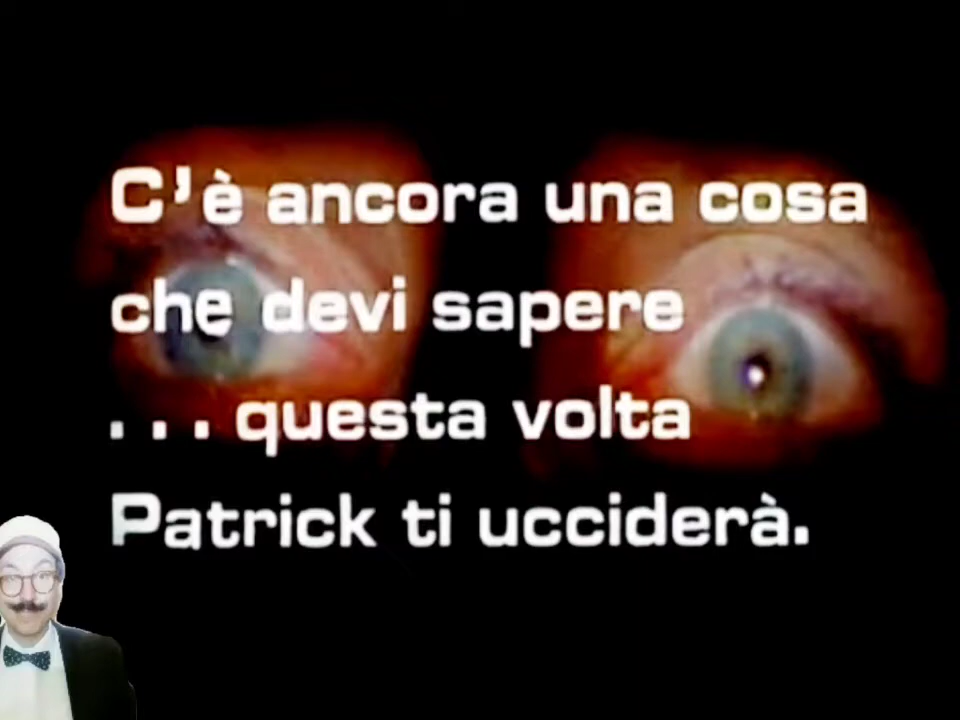 C'è ancora una cosa
che devi sapere
. . . questa volta
Patrick ti ucciderà.